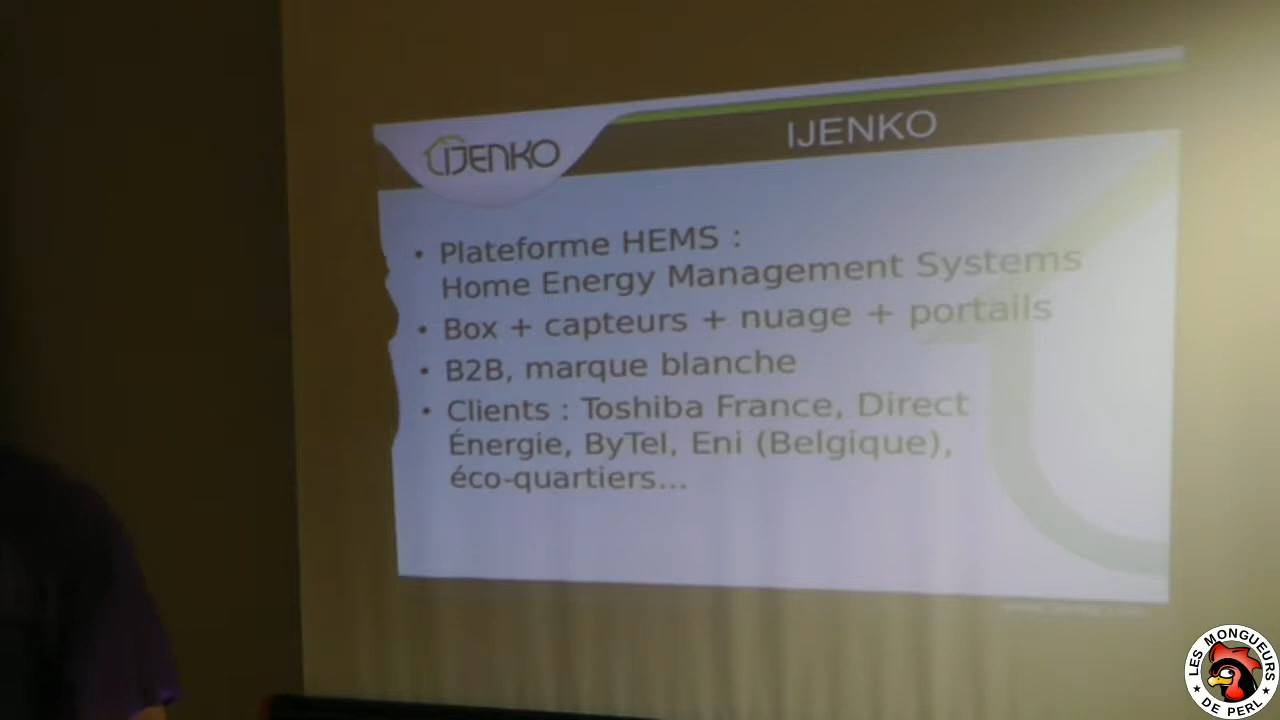 IJENKO
IJENKO
• Plateforme HEMS :
Home Energy Management Systems
• Box + capteurs + nuage + portails
• B2B, marque blanche
• Clients : Toshiba France, Direct
Énergie, ByTel, Eni (Belgique),
éco-quartiers...
LES MONGUEURS
★ DE PERL ★